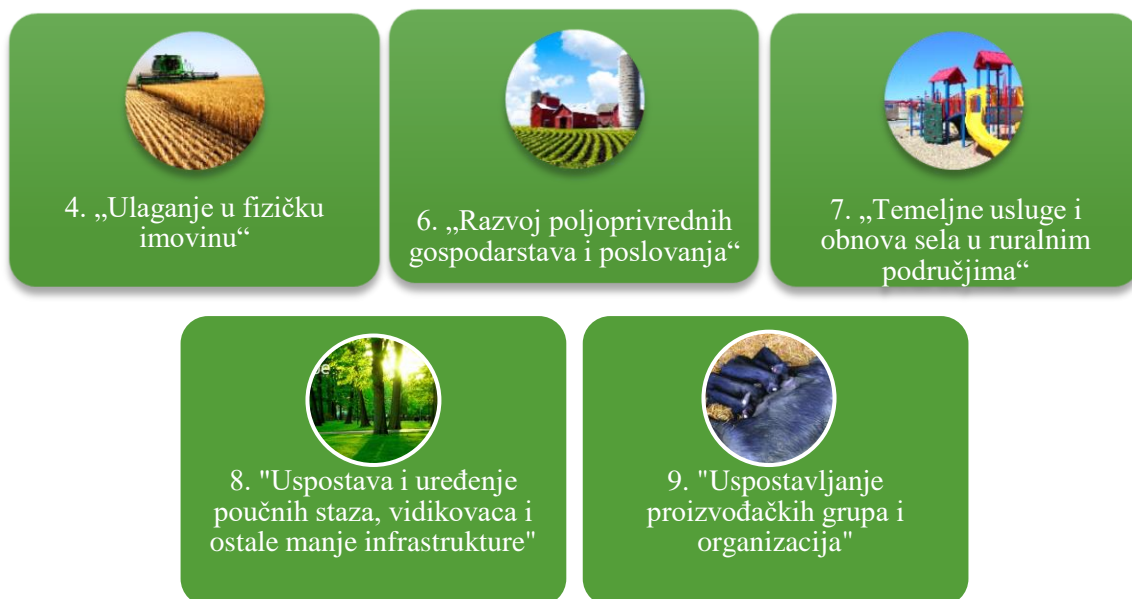 4. „Ulaganje u fizičku
imovinu“
6. „Razvoj poljoprivrednih
gospodarstava i poslovanja“
7. „Temeljne usluge i
obnova sela u ruralnim
područjima“
8. "Uspostava i uređenje
poučnih staza, vidikovaca i
ostale manje infrastrukture"
9. "Uspostavljanje
proizvođačkih grupa i
organizacija"